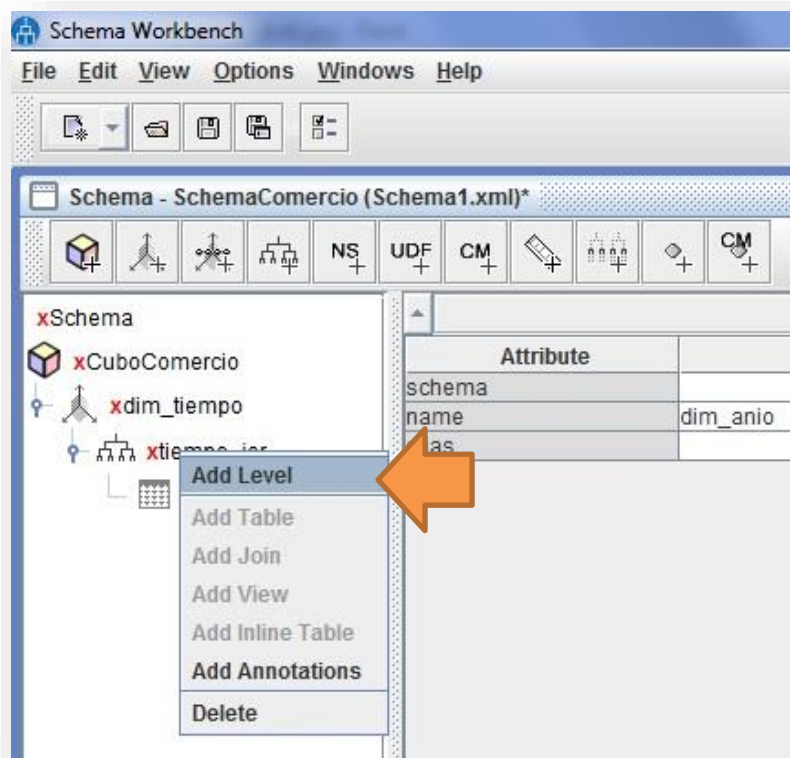 Schema Workbench
File Edit View Options Windows Help
Schema - SchemaComercio (Schema1.xml)*
NS UDF CM CM
xSchema
xCuboComercio
xdim_tiempo
Add Level
Add Table
Add Join
Add View
Add Inline Table
Add Annotations
Delete
Attribute
schema
name dim_anio